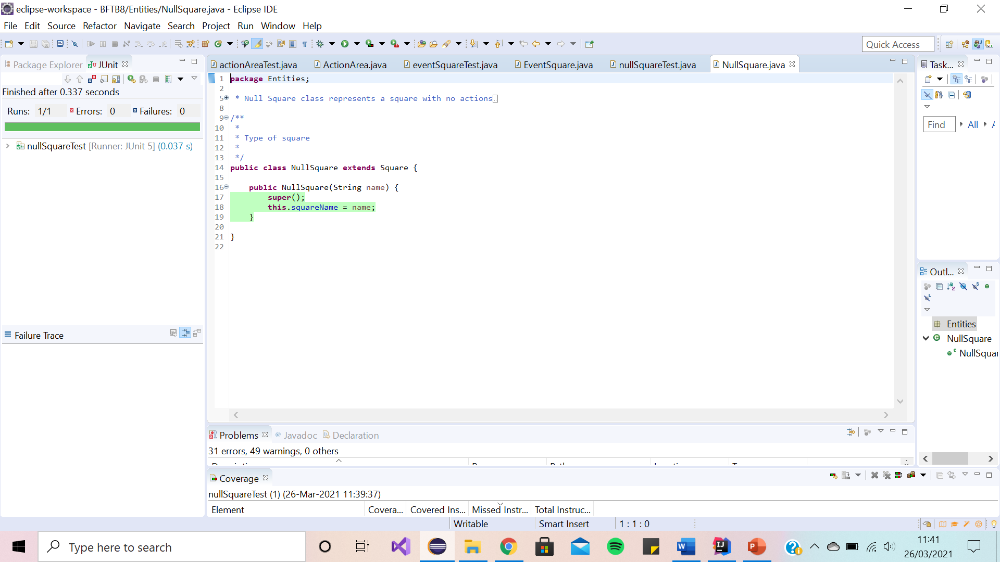 eclipse-workspace - BFTB8/Entities/NullSquare.java - Eclipse IDE
File Edit Source Refactor Navigate Search Project Run Window Help
Quick Access
Package Explorer JUnit
actionAreaTest.java ActionArea.java eventSquareTest.java EventSquare.java nullSquareTest.java NullSquare.java
Task...
Finished after 0.337 seconds
Runs: 1/1 Errors: 0 Failures: 0
nullSquareTest [Runner: JUnit 5] (0.037 s)
Failure Trace
1 package Entities;
2
5 * Null Square class represents a square with no actions
8
9 /**
10 *
11 * Type of square
12 *
13 */
14 public class NullSquare extends Square {
15
16 public NullSquare(String name) {
17 super();
18 this.squareName = name;
19 }
20
21 }
22
Find All
Outl...
Entities
NullSquare
NullSquar
Problems Javadoc Declaration
31 errors, 49 warnings, 0 others
Coverage
nullSquareTest (1) (26-Mar-2021 11:39:37)
Element Covera... Covered Ins... Missed Instr... Total Instruc...
Writable Smart Insert 1 : 1 : 0
Type here to search
11:41
26/03/2021